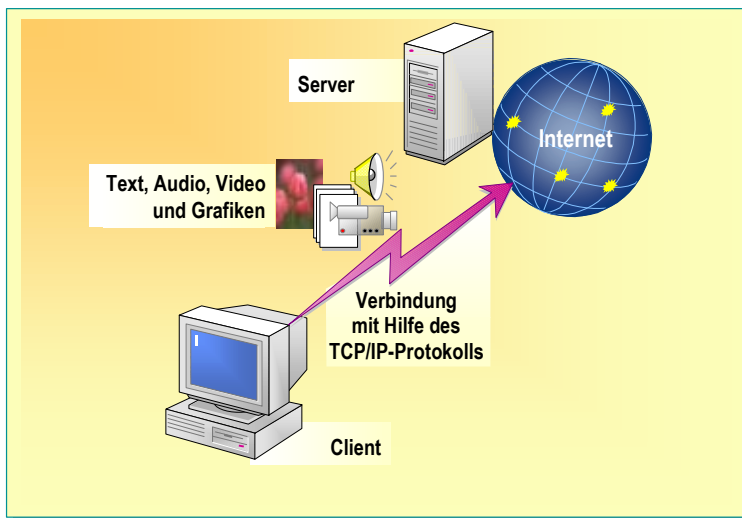 Server
Internet
Text, Audio, Video
und Grafiken
Verbindung
mit Hilfe des
TCP/IP-Protokolls
Client